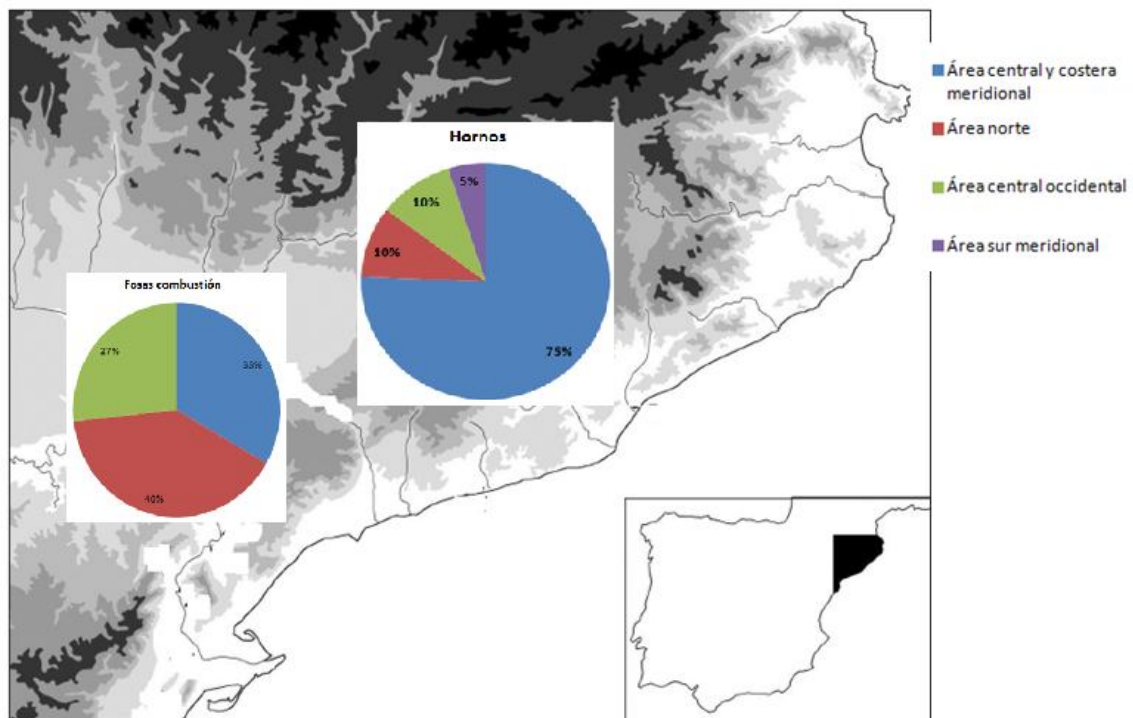 Área central y costera
meridional
Área norte
Área central occidental
Área sur meridional
Hornos
5%
10%
10%
75%
Fosas combustión
27%
33%
40%